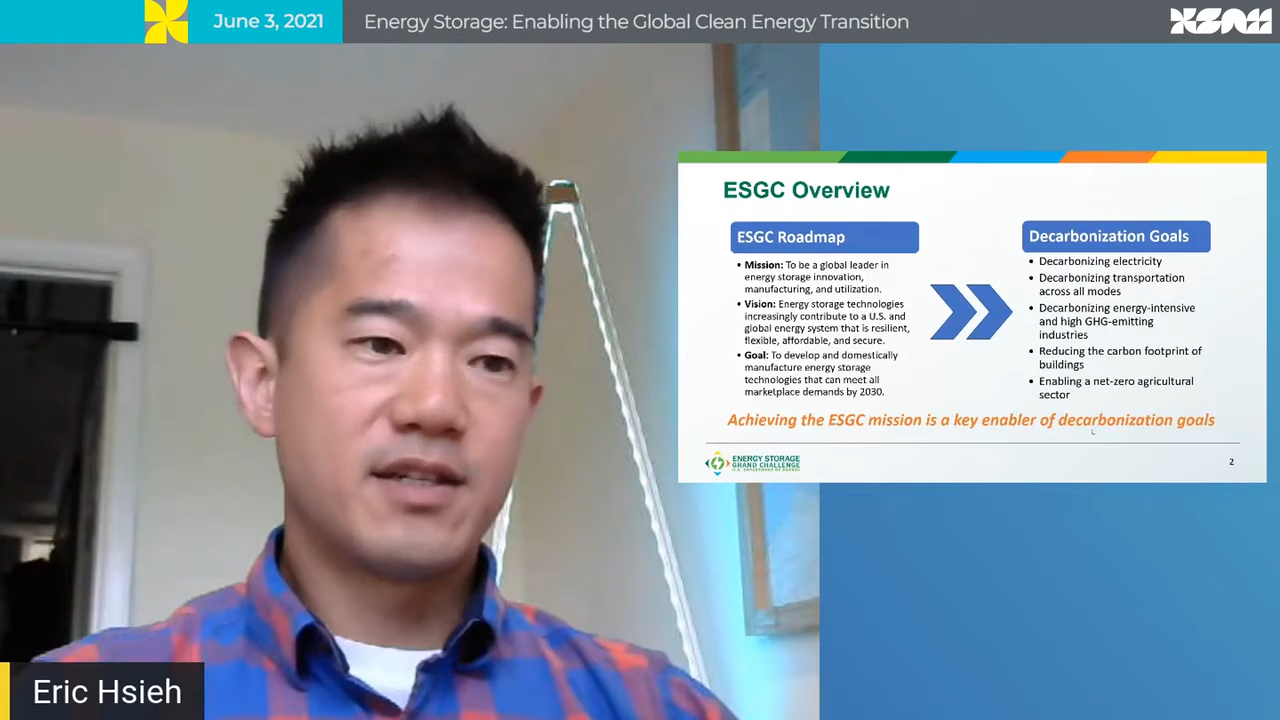 June 3, 2021
Energy Storage: Enabling the Global Clean Energy Transition
ESGC Overview
ESGC Roadmap
• Mission: To be a global leader in
energy storage innovation,
manufacturing, and utilization.
• Vision: Energy storage technologies
increasingly contribute to a U.S. and
global energy system that is resilient,
flexible, affordable, and secure.
• Goal: To develop and domestically
manufacture energy storage
technologies that can meet all
marketplace demands by 2030.
Decarbonization Goals
• Decarbonizing electricity
• Decarbonizing transportation
across all modes
• Decarbonizing energy-intensive
and high GHG-emitting
industries
• Reducing the carbon footprint of
buildings
• Enabling a net-zero agricultural
sector
Achieving the ESGC mission is a key enabler of decarbonization goals
ENERGY STORAGE
GRAND CHALLENGE
U.S. DEPARTMENT OF ENERGY
2
Eric Hsieh